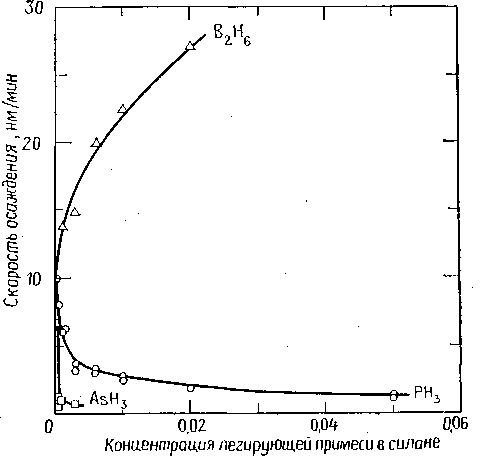 30
B₂H₆
20
Скорость осаждения, нм/мин
10
AsH₃
PH₃
0
0,02
0,04
0,06
Концентрация легирующей примеси в силане